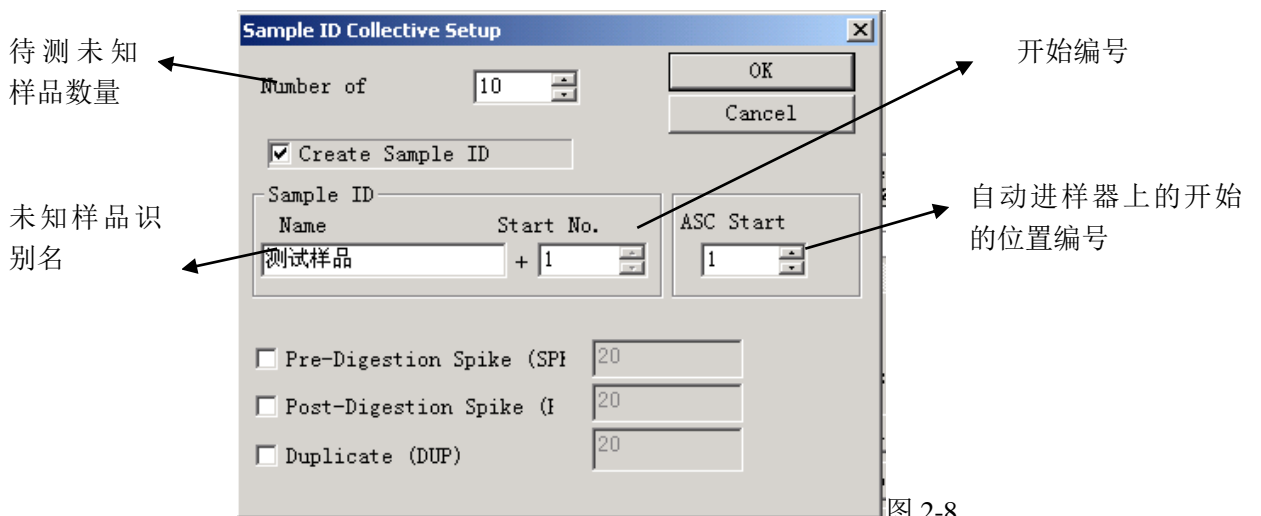 Sample ID Collective Setup
待测未知
样品数量
Number of
10
OK
Cancel
开始编号
Create Sample ID
Sample ID
Name
Start No.
测试样品
+ 1
ASC Start
1
未知样品识
别名
自动进样器上的开始
的位置编号
Pre-Digestion Spike (SPI
20
Post-Digestion Spike (I
20
Duplicate (DUP)
20
图 2-8